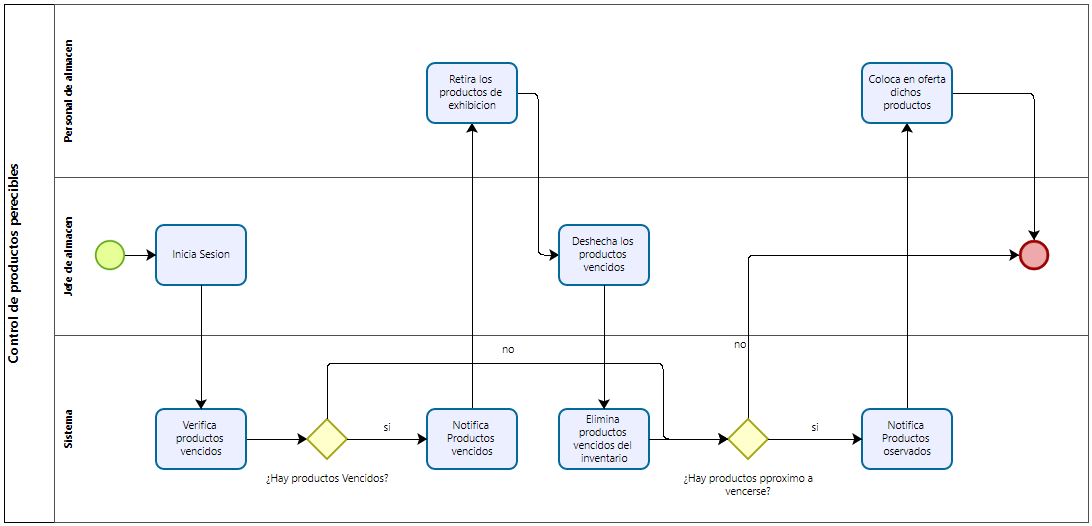 Control de productos perecibles
Personal de almacen
Retira los
productos de
exhibicion
Coloca en oferta
dichos
productos
Jefe de almacen
Inicia Sesion
Deshecha los
productos
vencidos
Sistema
no
no
Verifica
productos
vencidos
¿Hay productos Vencidos?
si
Notifica
Productos
vencidos
Elimina
productos
vencidos del
inventario
¿Hay productos pproximo a
vencerse?
si
Notifica
Productos
oservados